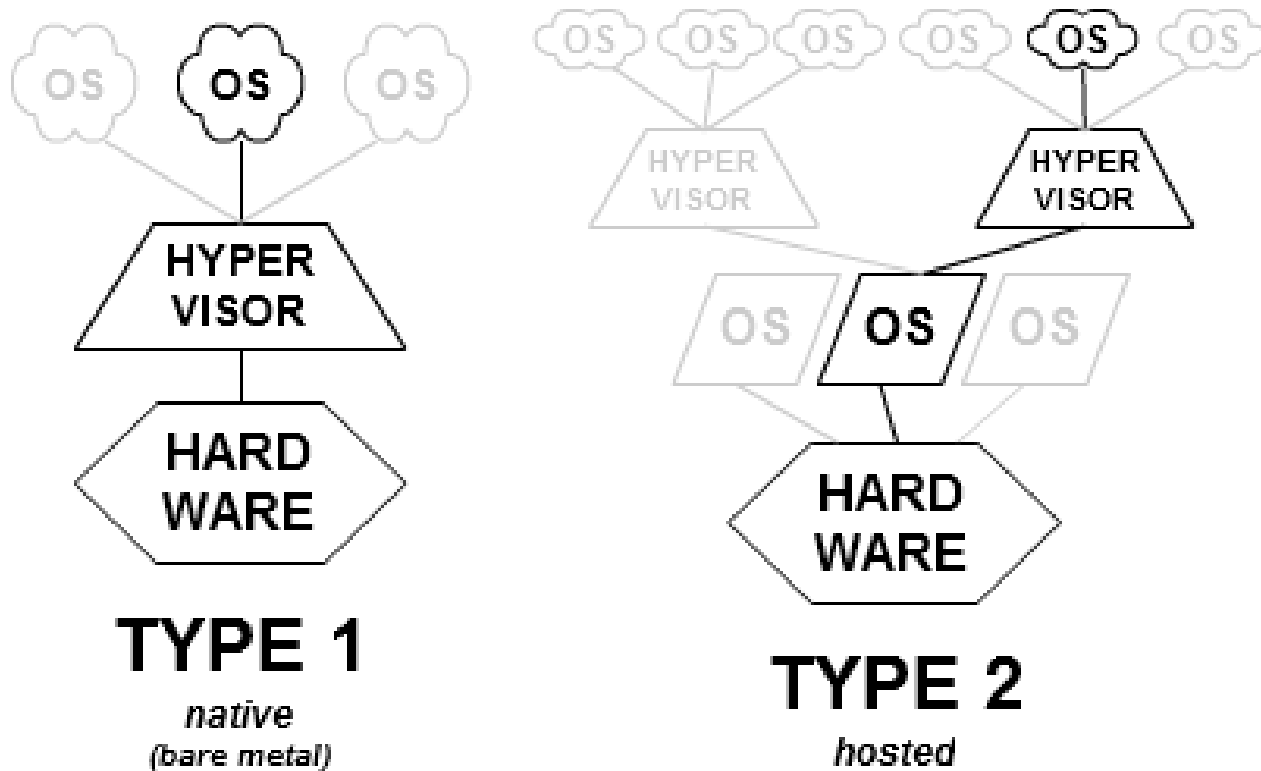 OS OS OS
HYPER
VISOR
HARD
WARE
TYPE 1
native
(bare metal)
OS OS OS OS OS OS
HYPER
VISOR
HYPER
VISOR
OS OS OS
HARD
WARE
TYPE 2
hosted